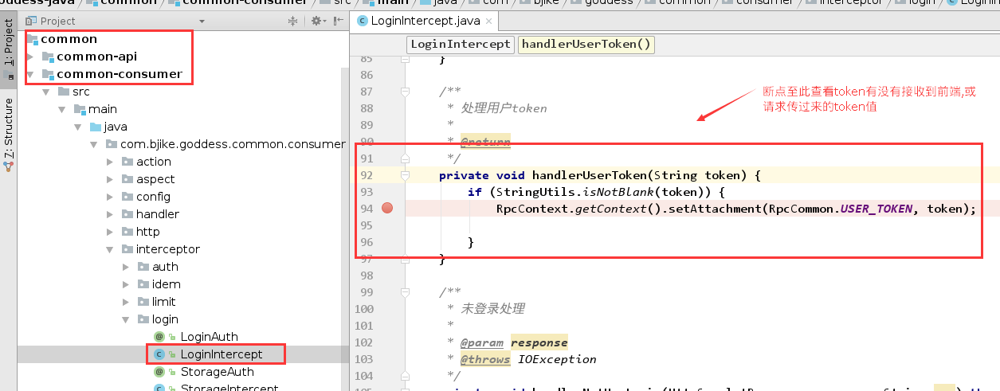 goddess-java common common-consumer src main java com bjike goddess common consumer interceptor login
Project
LoginIntercept.java
1: Project
7: Structure
common
common-api
common-consumer
src
main
java
com.bjike.goddess.common.consumer
action
aspect
config
handler
http
interceptor
auth
idem
limit
login
LoginAuth
LoginIntercept
StorageAuth
StorageIntercept
LoginIntercept handlerUserToken()
85 }
86
87 /**
88 * 处理用户token
89 *
90 * @return
91 */
92 private void handlerUserToken(String token) {
93 if (StringUtils.isNotBlank(token)) {
94 RpcContext.getContext().setAttachment(RpcCommon.USER_TOKEN, token);
95
96 }
97 }
98
99 /**
100 * 未登录处理
101 *
102 * @param response
103 * @throws IOException
104 */
断点至此查看token有没有接收到前端,或
请求传过来的token值